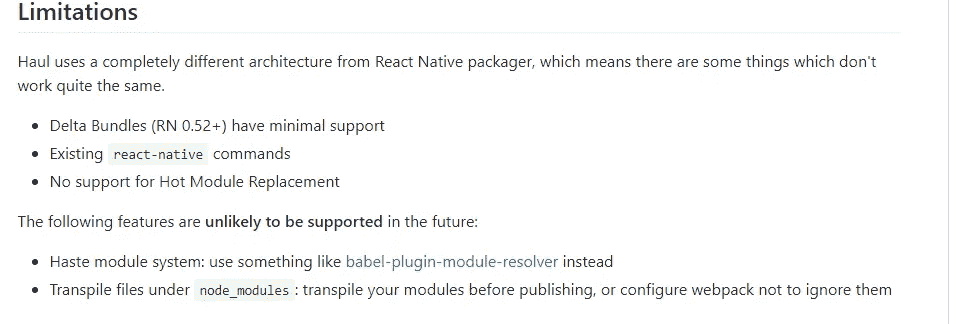 Limitations
Haul uses a completely different architecture from React Native packager, which means there are some things which don't
work quite the same.
• Delta Bundles (RN 0.52+) have minimal support
• Existing react-native commands
• No support for Hot Module Replacement
The following features are unlikely to be supported in the future:
• Haste module system: use something like babel-plugin-module-resolver instead
• Transpile files under node_modules : transpile your modules before publishing, or configure webpack not to ignore them